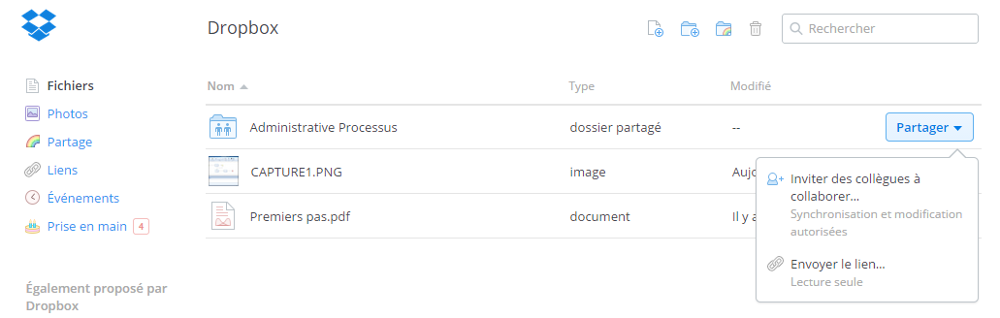 Dropbox
Rechercher
Fichiers
Photos
Partage
Liens
Événements
Prise en main 4
Également proposé par
Dropbox
Nom Type Modifié
Administrative Processus dossier partagé -- Partager
CAPTURE1.PNG image Aujo
Premiers pas.pdf document Il y a
Inviter des collègues à
collaborer...
Synchronisation et modification
autorisées
Envoyer le lien...
Lecture seule